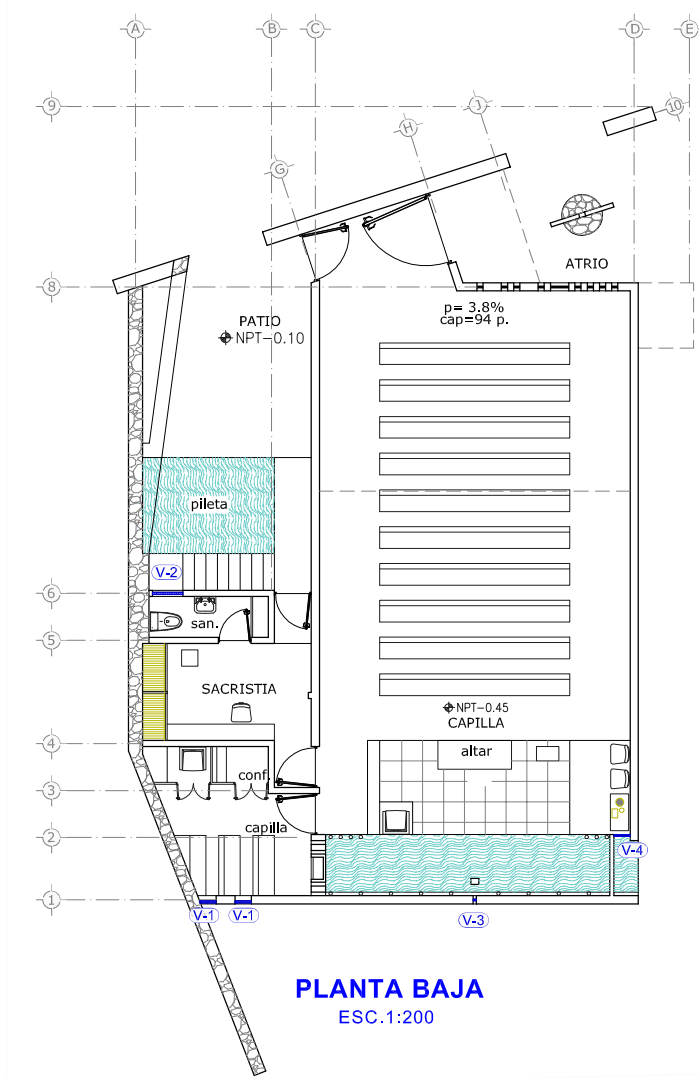 A B C D E
9
J
10
H
G
ATRIO
8
p= 3.8%
cap=94 p.
PATIO
NPT-0.10
pileta
V-2
6
san.
5
SACRISTIA
NPT-0.45
CAPILLA
4
altar
conf.
3
capilla
2
V-4
1
V-1 V-1
V-3
PLANTA BAJA
ESC.1:200